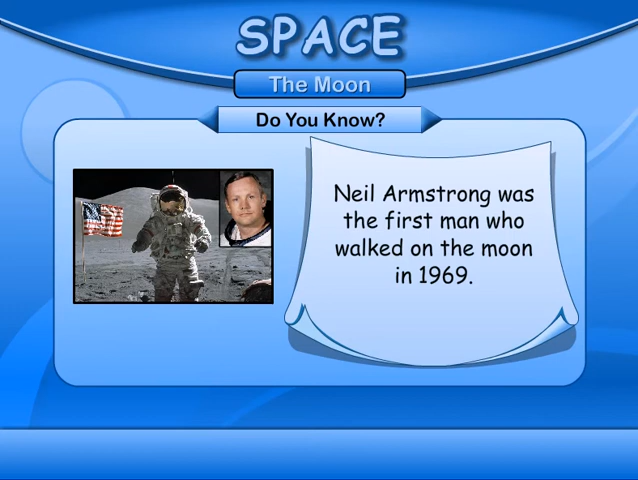 SPACE
The Moon
Do You Know?
Neil Armstrong was
the first man who
walked on the moon
in 1969.